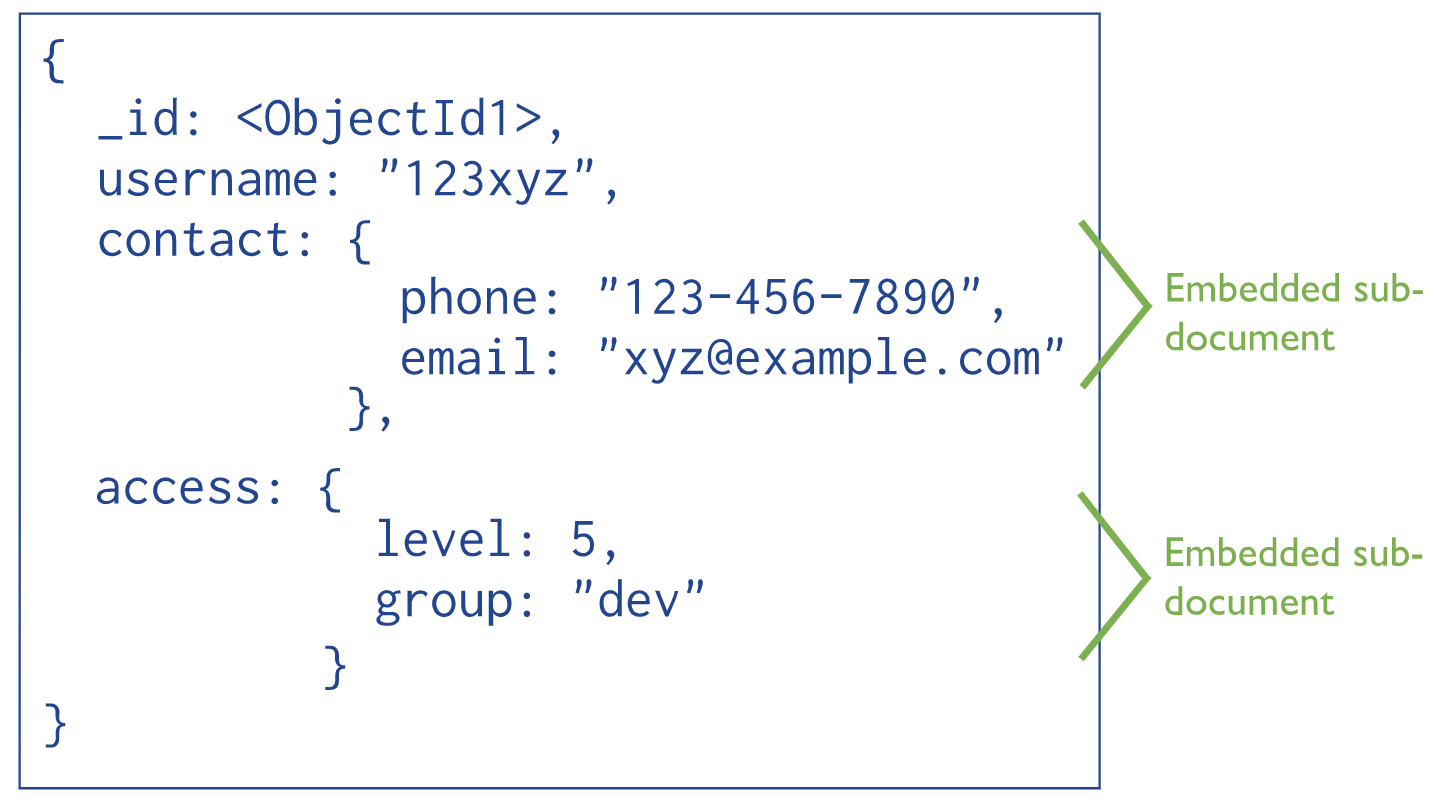 {
_id: <ObjectId1>,
username: "123xyz",
contact: {
phone: "123-456-7890",
email: "xyz@example.com"
},
Embedded sub-
document
access: {
level: 5,
group: "dev"
}
Embedded sub-
document
}